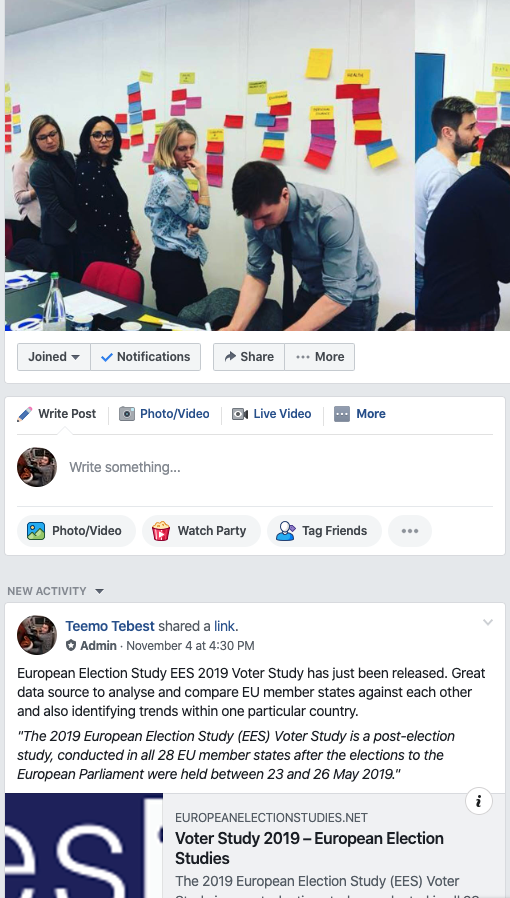 HEALTH
Joined
Notifications
Share
More
Write Post
Photo/Video
Live Video
More
Write something...
Photo/Video
Watch Party
Tag Friends
NEW ACTIVITY
Teemo Tebest shared a link.
Admin · November 4 at 4:30 PM
European Election Study EES 2019 Voter Study has just been released. Great
data source to analyse and compare EU member states against each other
and also identifying trends within one particular country.
"The 2019 European Election Study (EES) Voter Study is a post-election
study, conducted in all 28 EU member states after the elections to the
European Parliament were held between 23 and 26 May 2019."
es
i
EUROPEANELECTIONSTUDIES.NET
Voter Study 2019 – European Election
Studies
The 2019 European Election Study (EES) Voter